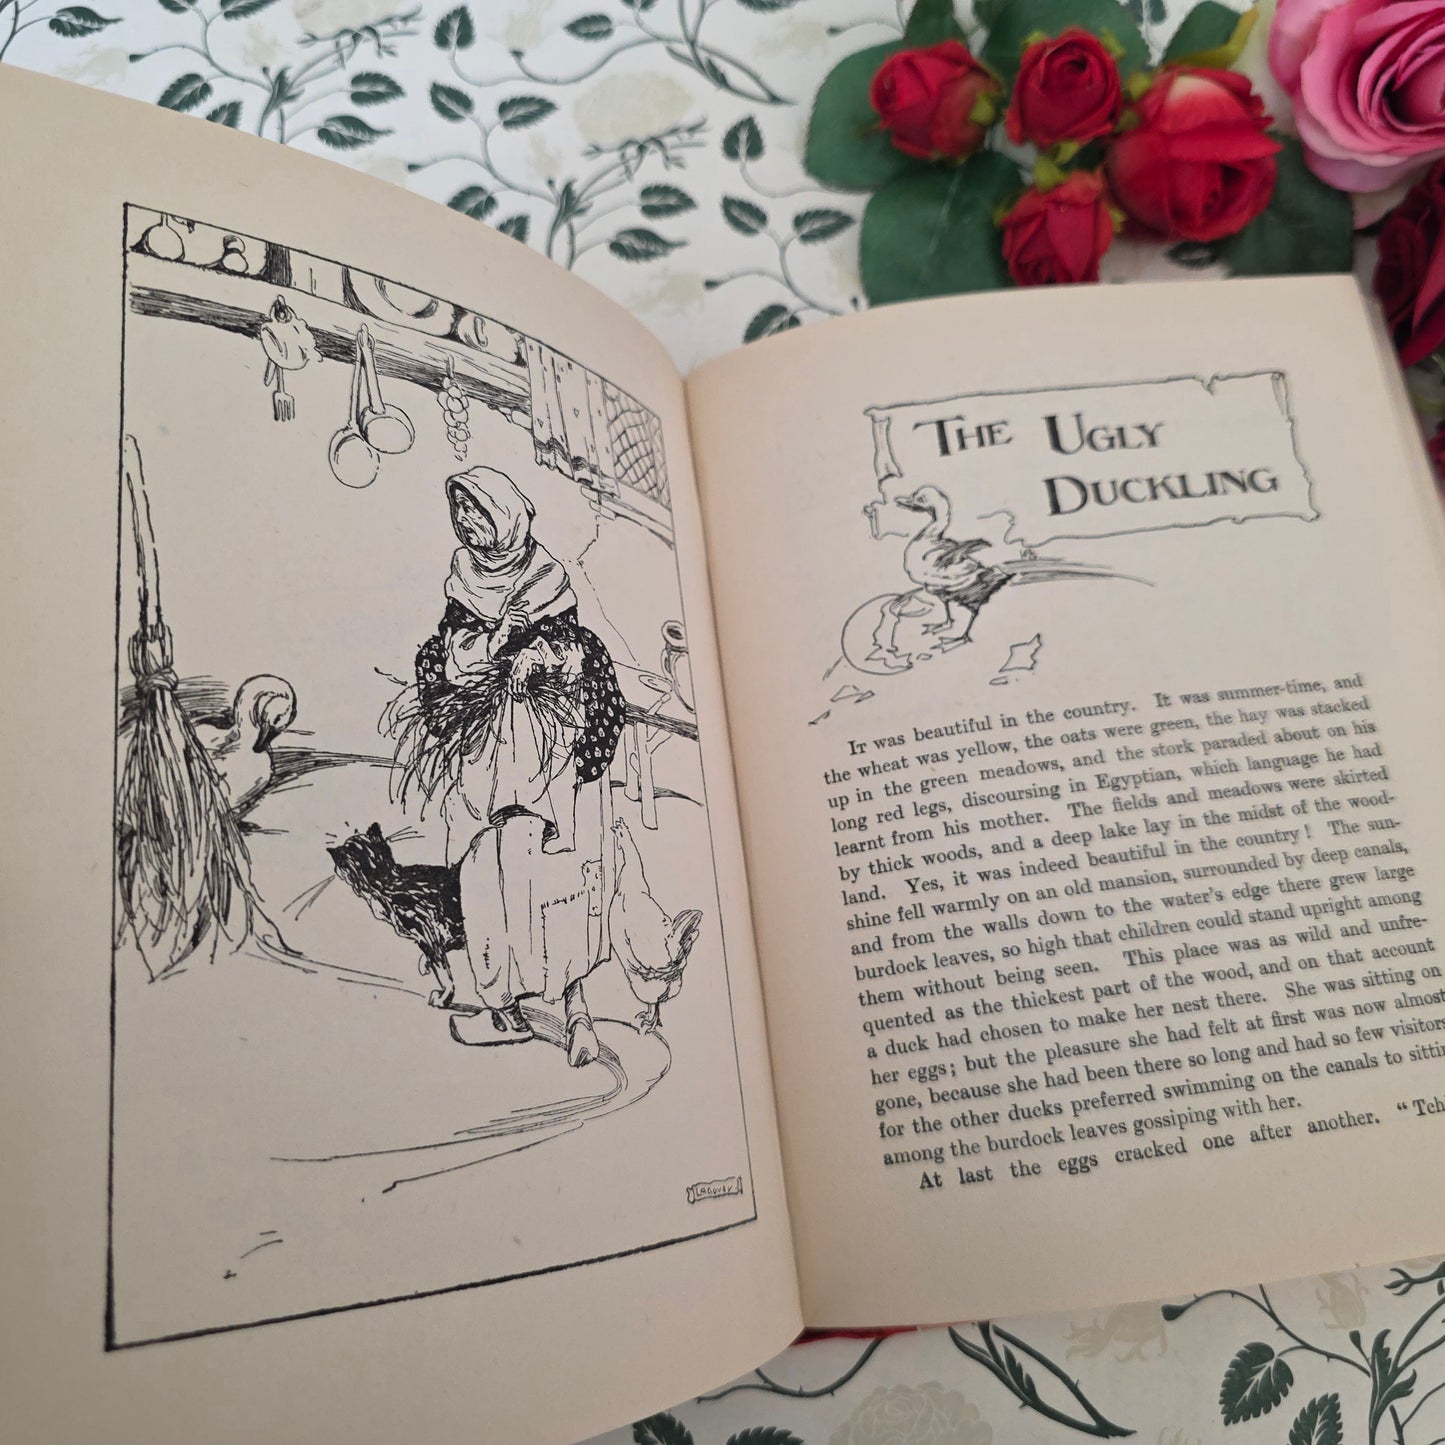 THE UGLY
DUCKLING
IT was beautiful in the country. It was summer-time, and
the wheat was yellow, the oats were green, the hay was stacked
up in the green meadows, and the stork paraded about on his
long red legs, discoursing in Egyptian, which language he had
learnt from his mother. The fields and meadows were skirted
by thick woods, and a deep lake lay in the midst of the wood-
land. Yes, it was indeed beautiful in the country! The sun-
shine fell warmly on an old mansion, surrounded by deep canals,
and from the walls down to the water's edge there grew large
burdock leaves, so high that children could stand upright among
them without being seen. This place was as wild and unfre-
quented as the thickest part of the wood, and on that account
a duck had chosen to make her nest there. She was sitting on
her eggs; but the pleasure she had felt at first was now almost
gone, because she had been there so long and had so few visitors
for the other ducks preferred swimming on the canals to sittin
among the burdock leaves gossiping with her.
At last the eggs cracked one after another. "Tch